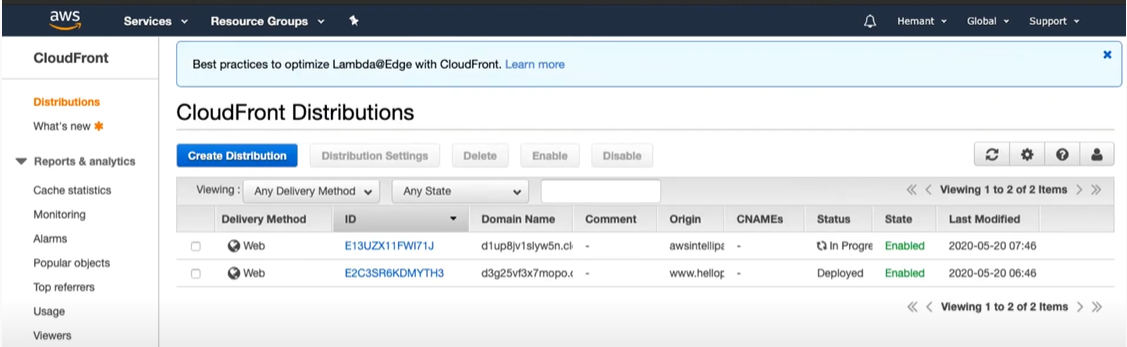 aws Services Resource Groups Hemant Global Support
CloudFront
Distributions
What's new
Reports & analytics
Cache statistics
Monitoring
Alarms
Popular objects
Top referrers
Usage
Viewers
Best practices to optimize Lambda@Edge with CloudFront. Learn more
CloudFront Distributions
Create Distribution Distribution Settings Delete Enable Disable
Viewing : Any Delivery Method Any State Viewing 1 to 2 of 2 Items
Delivery Method ID Domain Name Comment Origin CNAMEs Status State Last Modified
Web E13UZX11FWI71J d1up8jv1slyw5n.cl - awsintellipa - In Progre Enabled 2020-05-20 07:46
Web E2C3SR6KDMYTH3 d3g25vf3x7mopo.c - www.hellop - Deployed Enabled 2020-05-20 06:46
Viewing 1 to 2 of 2 Items